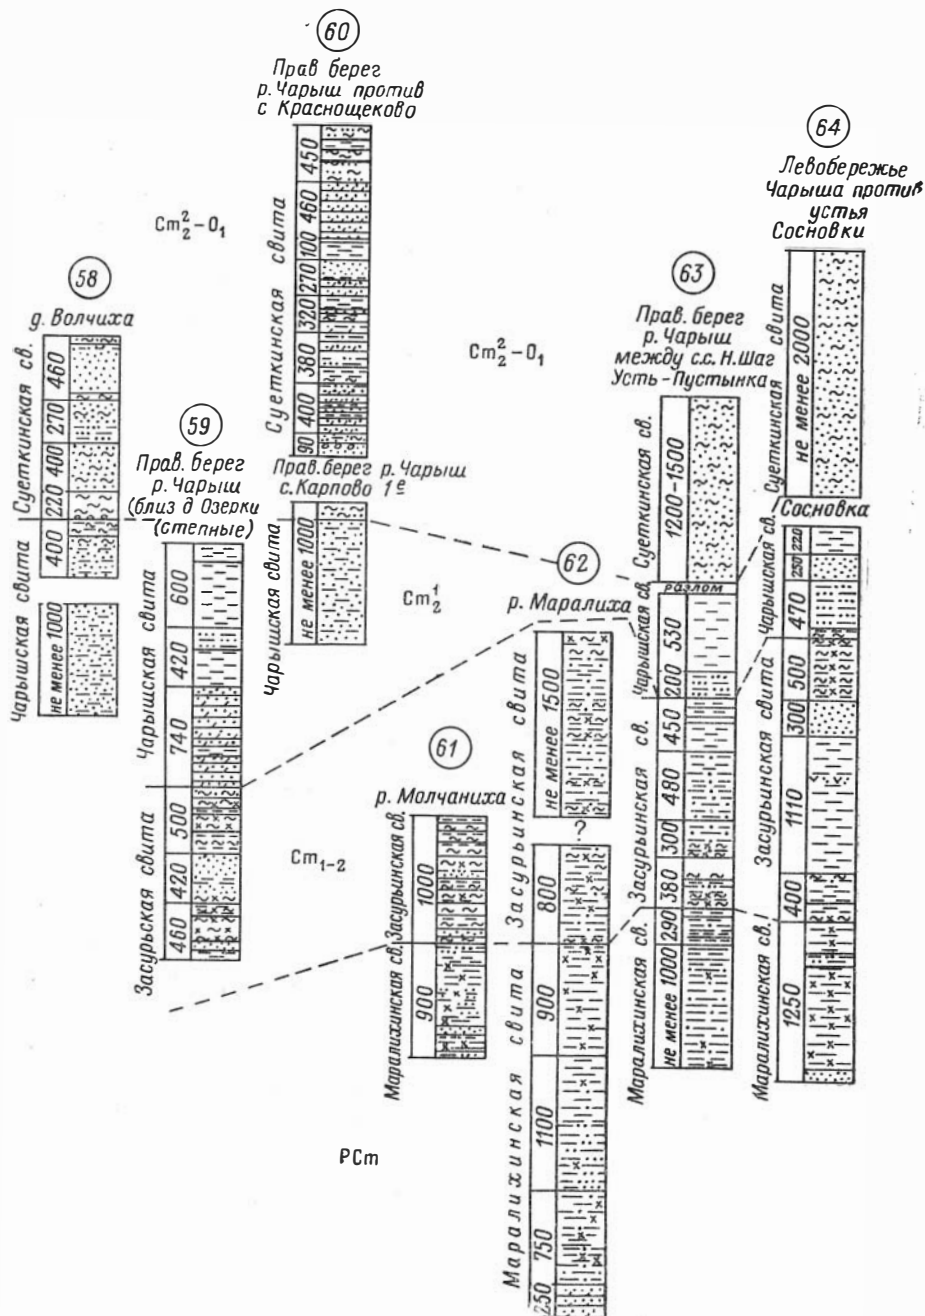 60
Прав берег
р. Чарыш против
с Краснощеково
Суеткинская свита
450
460
100
270
320
380
400
90
Прав. берег р. Чарыш
с. Карпово 1е
Чарышская свита
не менее 1000
Cm₂²-O₁
58
д. Волчиха
Суеткинская св.
460
270
400
220
Чарышская свита
400
не менее 1000
59
Прав. берег
р. Чарыш
(близ д Озерки
(степные)
Чарышская свита
600
420
740
Засурьская свита
500
420
460
Cm₂²-O₁
Cm₂¹
Cm₁₋₂
PCm
61
р. Молчаниха
Засурьинская св.
1000
Маралихинская св.
900
62
р. Маралиха
Засурьинская свита
не менее 1500
?
800
Маралихинская свита
900
1100
750
250
63
Прав. берег
р. Чарыш
между с.с. Н.Шаг
Усть-Пустынка
Суеткинская св.
1200-1500
разлом
Чарышская св.
530
200
Засурьинская св.
450
480
300
380
Маралихинская св.
290
не менее 1000
64
Левобережье
Чарыша против
устья
Сосновки
Суеткинская свита
не менее 2000
Сосновка
Чарышская св.
220
250
470
Засурьинская свита
500
300
1110
400
Маралихинская св.
1250